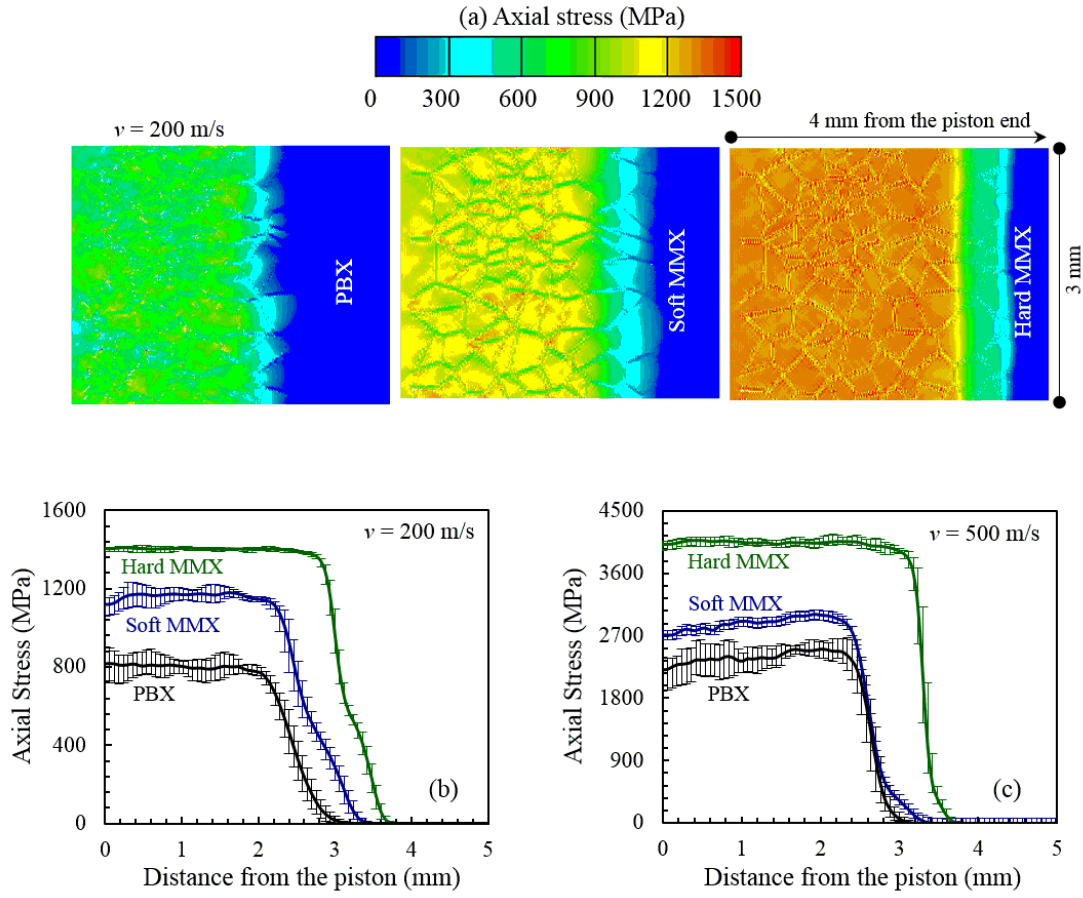 (a) Axial stress (MPa)
0 300 600 900 1200 1500
v = 200 m/s
4 mm from the piston end
PBX
Soft MMX
Hard MMX
3 mm
1600
1200
800
400
0
Axial Stress (MPa)
v = 200 m/s
Hard MMX
Soft MMX
PBX
(b)
0 1 2 3 4 5
Distance from the piston (mm)
4500
3600
2700
1800
900
0
Axial Stress (MPa)
v = 500 m/s
Hard MMX
Soft MMX
PBX
(c)
0 1 2 3 4 5
Distance from the piston (mm)